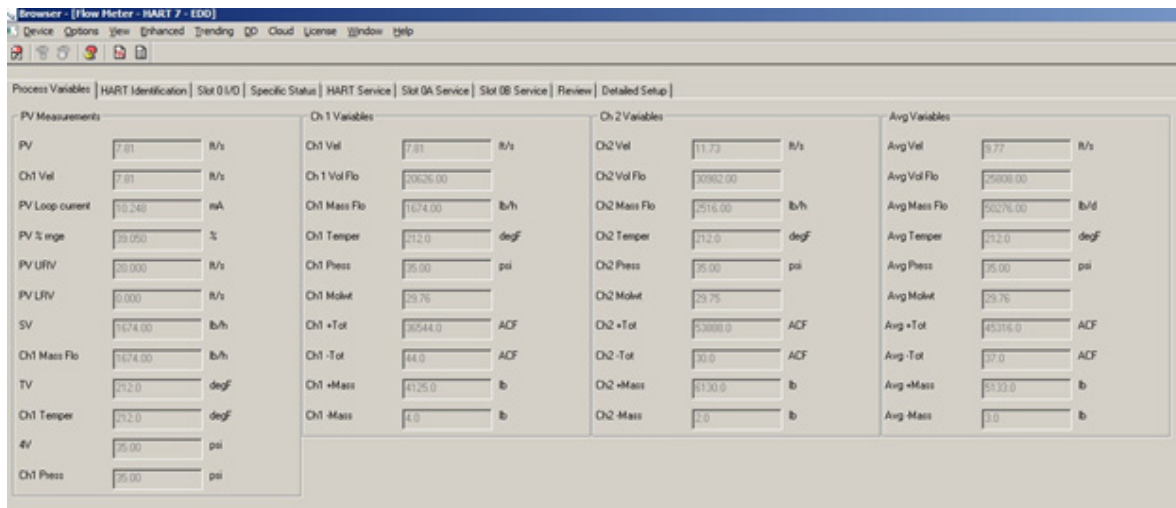 Browser - [Flow Meter - HART 7 - EDD]
Device Options View Enhanced Trending DD Cloud License Window Help
Process Variables HART Identification Slot 0 I/O Specific Status HART Service Slot 0A Service Slot 0B Service Review Detailed Setup
PV Measurements
PV 7.81 ft/s
Ch1 Vel 7.81 ft/s
PV Loop current 10.248 mA
PV % rnge 39.050 %
PV URV 20.000 ft/s
PV LRV 0.000 ft/s
SV 1674.00 lb/h
Ch1 Mass Flo 1674.00 lb/h
TV 212.0 degF
Ch1 Temper 212.0 degF
4V 35.00 psi
Ch1 Press 35.00 psi
Ch 1 Variables
Ch1 Vel 7.81 ft/s
Ch 1 Vol Flo 20626.00
Ch1 Mass Flo 1674.00 lb/h
Ch1 Temper 212.0 degF
Ch1 Press 35.00 psi
Ch1 Molwt 29.76
Ch1 +Tot 36544.0 ACF
Ch1 -Tot 44.0 ACF
Ch1 +Mass 4125.0 lb
Ch1 -Mass 4.0 lb
Ch 2 Variables
Ch2 Vel 11.73 ft/s
Ch2 Vol Flo 30982.00
Ch2 Mass Flo 2516.00 lb/h
Ch2 Temper 212.0 degF
Ch2 Press 35.00 psi
Ch2 Molwt 29.75
Ch2 +Tot 53888.0 ACF
Ch2 -Tot 30.0 ACF
Ch2 +Mass 6130.0 lb
Ch2 -Mass 2.0 lb
Avg Variables
Avg Vel 9.77 ft/s
Avg Vol Flo 25808.00
Avg Mass Flo 50276.00 lb/d
Avg Temper 212.0 degF
Avg Press 35.00 psi
Avg Molwt 29.76
Avg +Tot 45316.0 ACF
Avg -Tot 37.0 ACF
Avg +Mass 5133.0 lb
Avg -Mass 3.0 lb